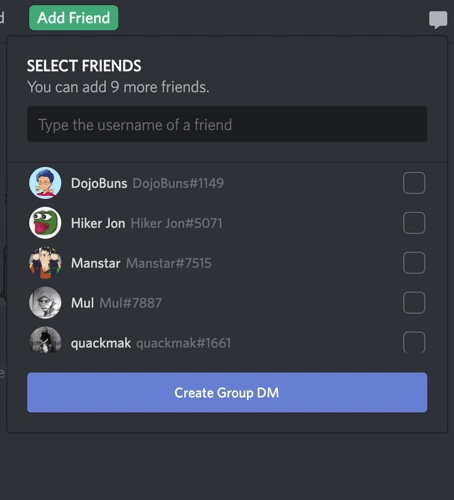 Add Friend
SELECT FRIENDS
You can add 9 more friends.
Type the username of a friend
DojoBuns DojoBuns#1149
Hiker Jon Hiker Jon#5071
Manstar Manstar#7515
Mul Mul#7887
quackmak quackmak#1661
Create Group DM